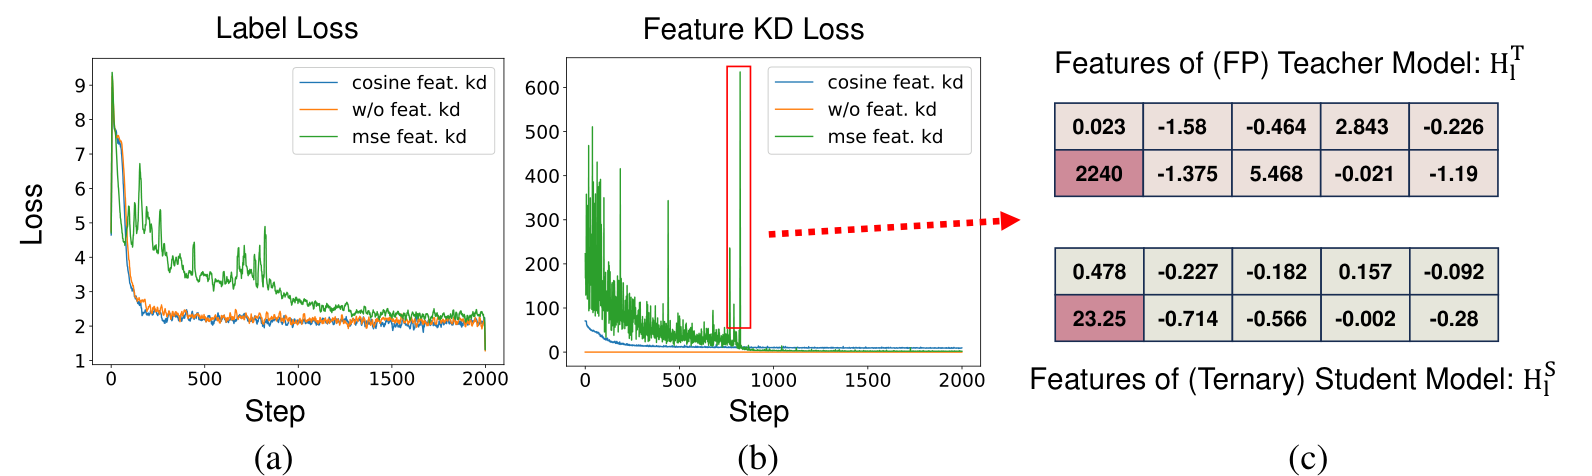 Label Loss
cosine feat. kd
w/o feat. kd
mse feat. kd
9
8
7
6
5
4
3
2
1
Loss
0
500
1000
1500
2000
Step
(a)
Feature KD Loss
cosine feat. kd
w/o feat. kd
mse feat. kd
600
500
400
300
200
100
0
0
500
1000
1500
2000
Step
(b)
Features of (FP) Teacher Model: H_l^T
0.023 -1.58 -0.464 2.843 -0.226
2240 -1.375 5.468 -0.021 -1.19
0.478 -0.227 -0.182 0.157 -0.092
23.25 -0.714 -0.566 -0.002 -0.28
Features of (Ternary) Student Model: H_l^S
(c)